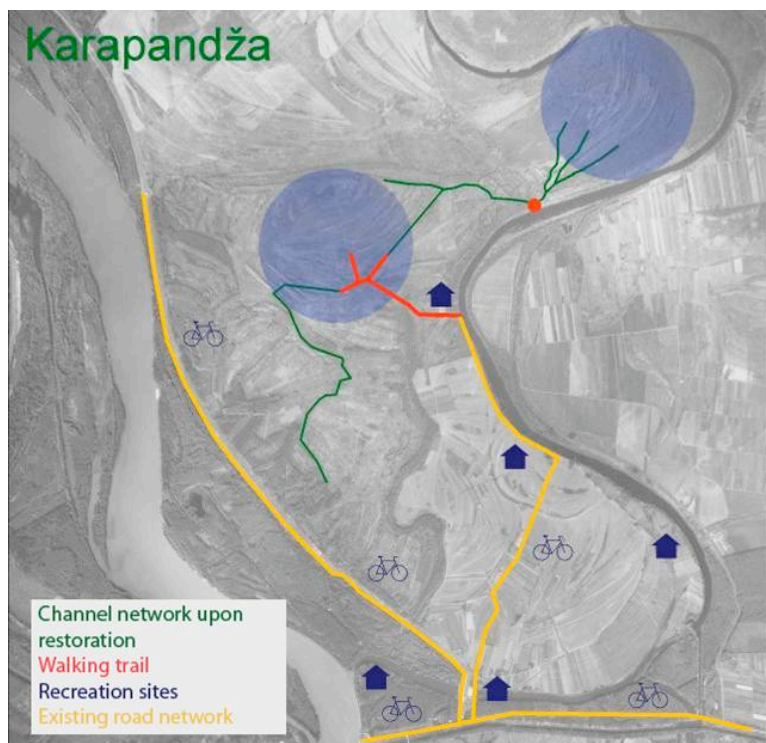 Karapandža
Channel network upon
restoration
Walking trail
Recreation sites
Existing road network